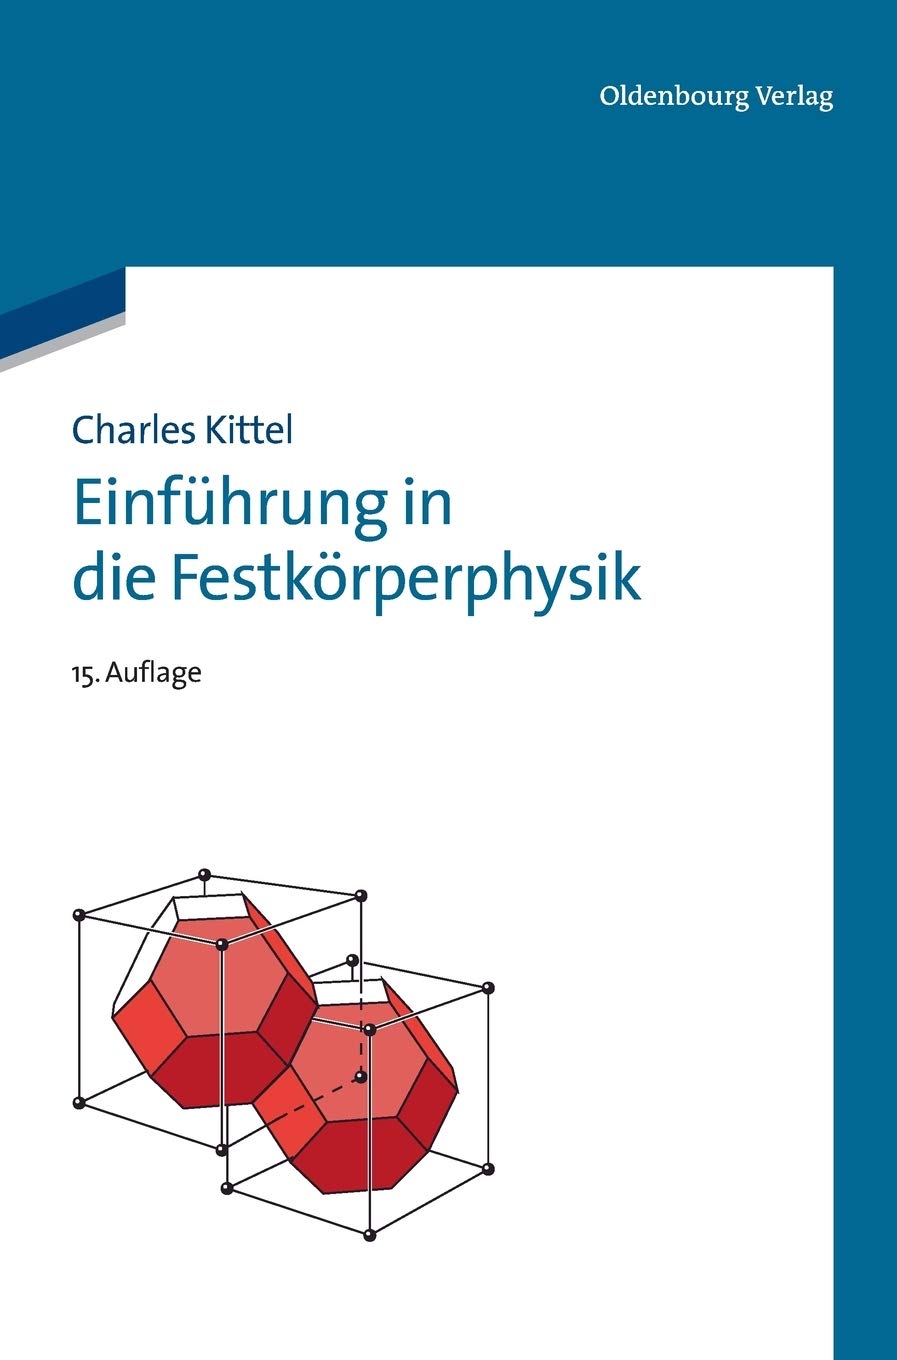 Oldenbourg Verlag
Charles Kittel
Einführung in
die Festkörperphysik
15. Auflage